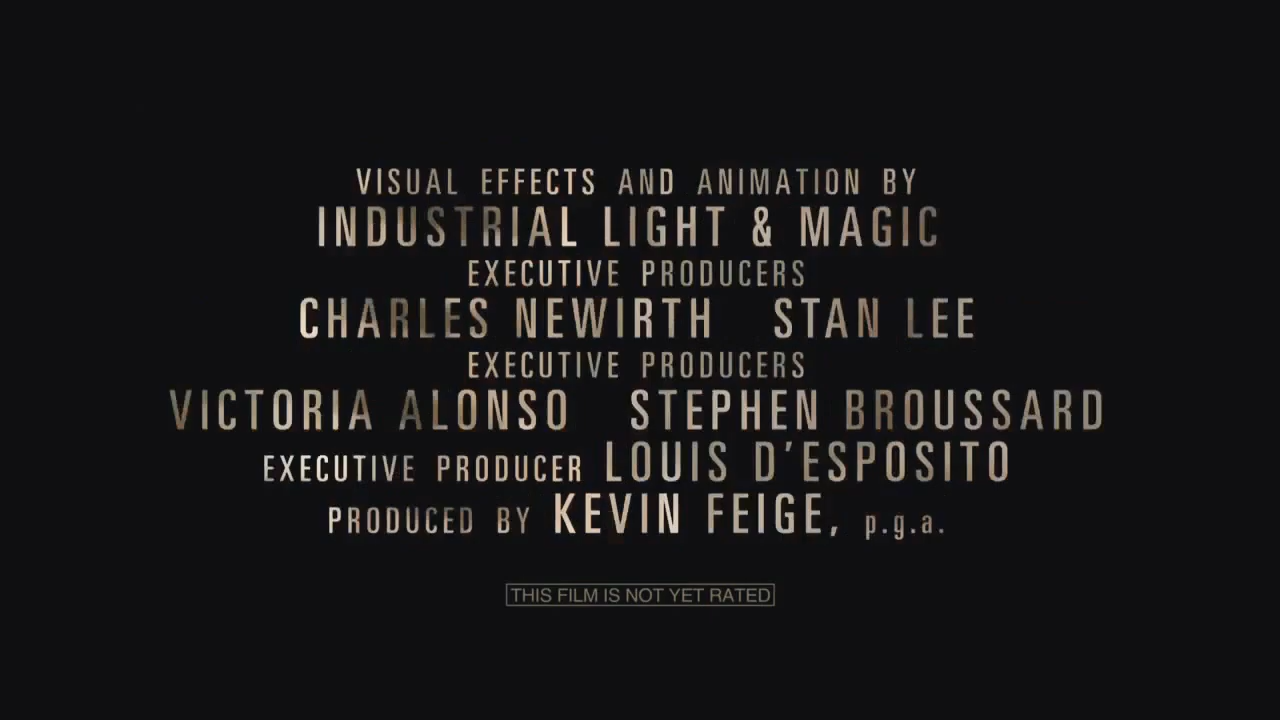 VISUAL EFFECTS AND ANIMATION BY
INDUSTRIAL LIGHT & MAGIC
EXECUTIVE PRODUCERS
CHARLES NEWIRTH STAN LEE
EXECUTIVE PRODUCERS
VICTORIA ALONSO STEPHEN BROUSSARD
EXECUTIVE PRODUCER LOUIS D'ESPOSITO
PRODUCED BY KEVIN FEIGE, p.g.a.
THIS FILM IS NOT YET RATED